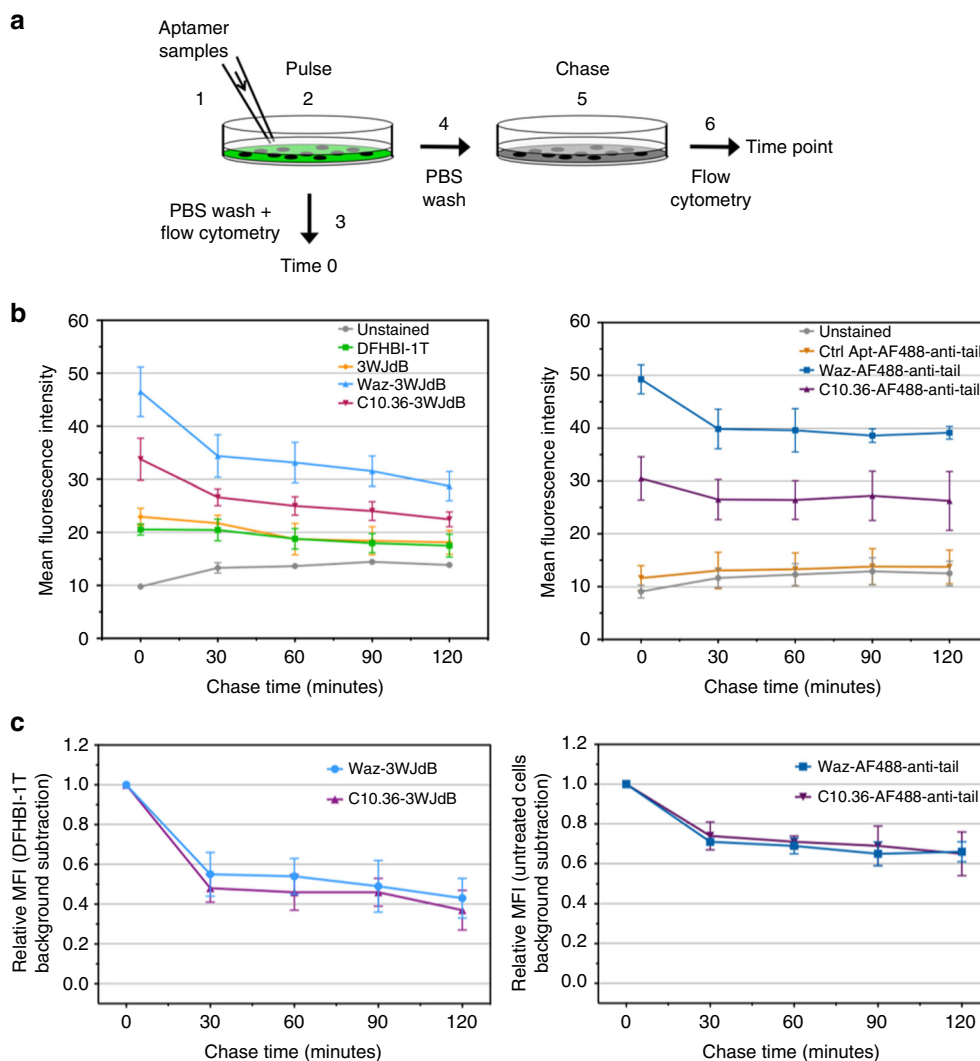 a
Aptamer
samples
Pulse
Chase
1
2
4
5
6
PBS
wash
Time point
Flow
cytometry
PBS wash +
flow cytometry
3
Time 0
b
60
50
40
30
20
10
0
Mean fluorescence intensity
Unstained
DFHBI-1T
3WJdB
Waz-3WJdB
C10.36-3WJdB
0 30 60 90 120
Chase time (minutes)
60
50
40
30
20
10
0
Mean fluorescence intensity
Unstained
Ctrl Apt-AF488-anti-tail
Waz-AF488-anti-tail
C10.36-AF488-anti-tail
0 30 60 90 120
Chase time (minutes)
c
1.2
1.0
0.8
0.6
0.4
0.2
0.0
Relative MFI (DFHBI-1T
background subtraction)
Waz-3WJdB
C10.36-3WJdB
0 30 60 90 120
Chase time (minutes)
1.2
1.0
0.8
0.6
0.4
0.2
0.0
Relative MFI (untreated cells
background subtraction)
Waz-AF488-anti-tail
C10.36-AF488-anti-tail
0 30 60 90 120
Chase time (minutes)